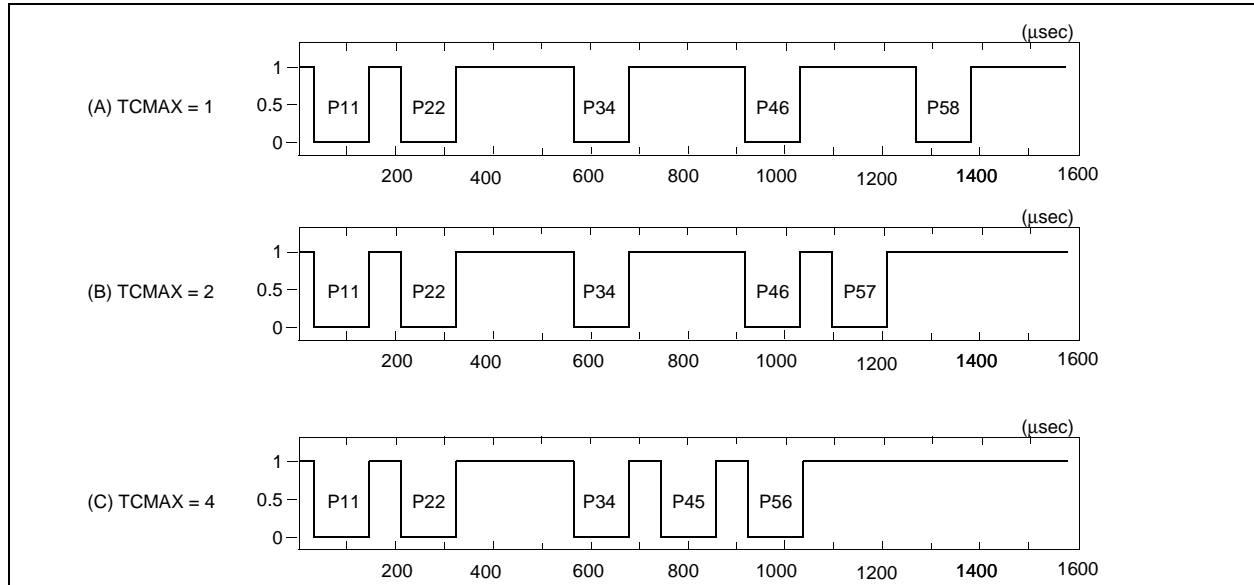 (μsec)
1
(A) TCMAX = 1
0.5
P11 P22 P34 P46 P58
0
200 400 600 800 1000 1200 1400 1600
(μsec)
1
(B) TCMAX = 2
0.5
P11 P22 P34 P46 P57
0
200 400 600 800 1000 1200 1400 1600
(μsec)
1
(C) TCMAX = 4
0.5
P11 P22 P34 P45 P56
0
200 400 600 800 1000 1200 1400 1600